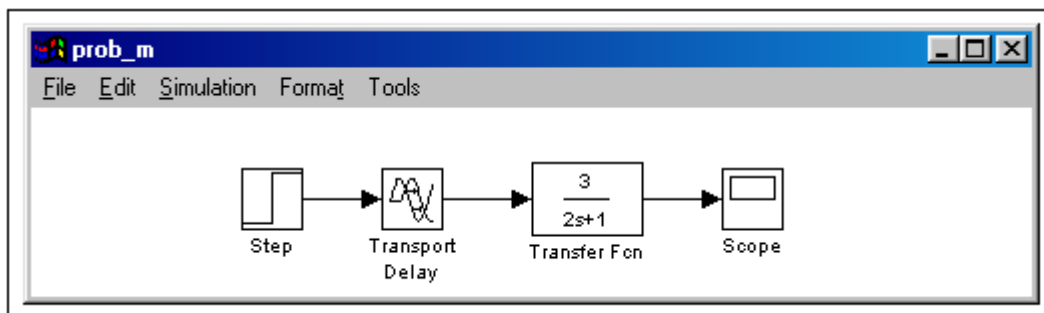 prob_m
File Edit Simulation Format Tools
3
2s+1
Step
Transport
Delay
Transfer Fcn
Scope